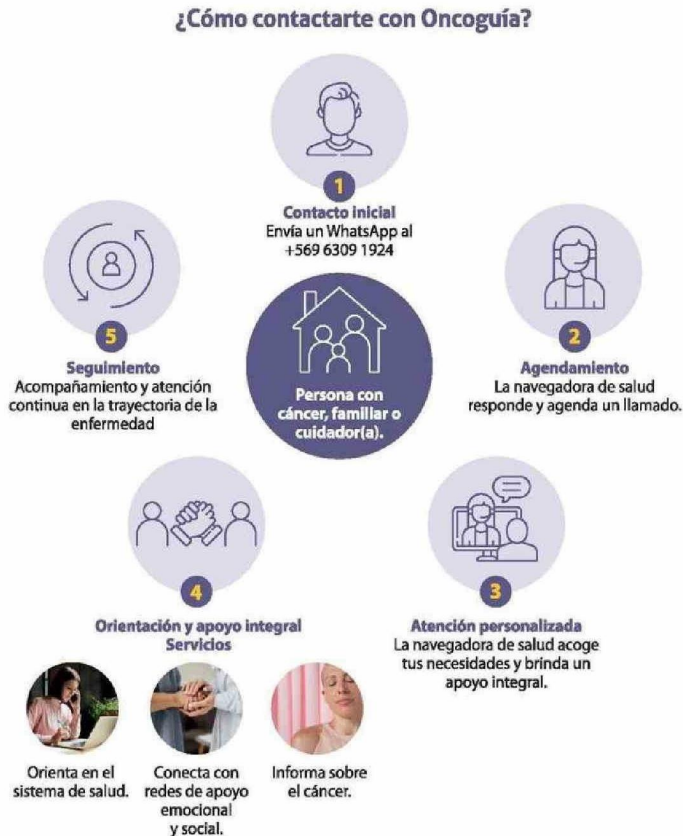 ¿Cómo contactarte con Oncoguía?
1
Contacto inicial
Envía un WhatsApp al
+569 6309 1924
2
Agendamiento
La navegadora de salud
responde y agenda un llamado.
3
Atención personalizada
La navegadora de salud acoge
tus necesidades y brinda un
apoyo integral.
4
Orientación y apoyo integral
Servicios
Orienta en el
sistema de salud.
Conecta con
redes de apoyo
emocional
y social.
Informa sobre
el cáncer.
5
Seguimiento
Acompañamiento y atención
continua en la trayectoria de la
enfermedad
Persona con
cáncer, familiar o
cuidador(a).